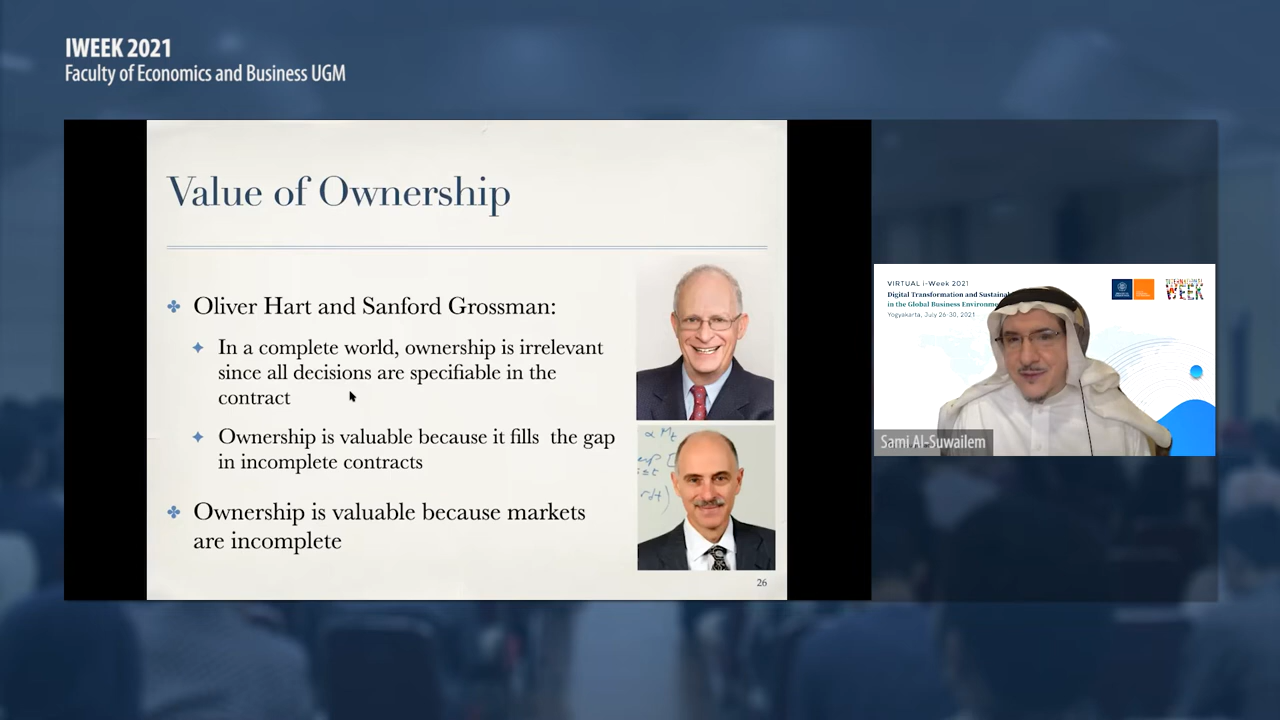 IWEEK 2021
Faculty of Economics and Business UGM
Value of Ownership
Oliver Hart and Sanford Grossman:
In a complete world, ownership is irrelevant
since all decisions are specifiable in the
contract
Ownership is valuable because it fills the gap
in incomplete contracts
Ownership is valuable because markets
are incomplete
26
VIRTUAL i-Week 2021
Digital Transformation and
in the Global Business
Yogyakarta, July 26-30, 2021
WEEK
Sami Al-Suwailem